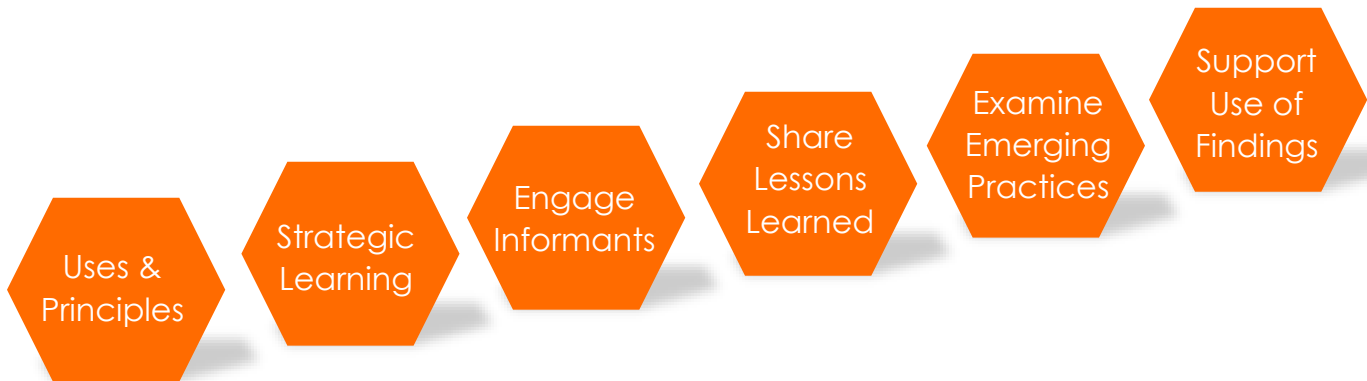 Uses &
Principles
Strategic
Learning
Engage
Informants
Share
Lessons
Learned
Examine
Emerging
Practices
Support
Use of
Findings